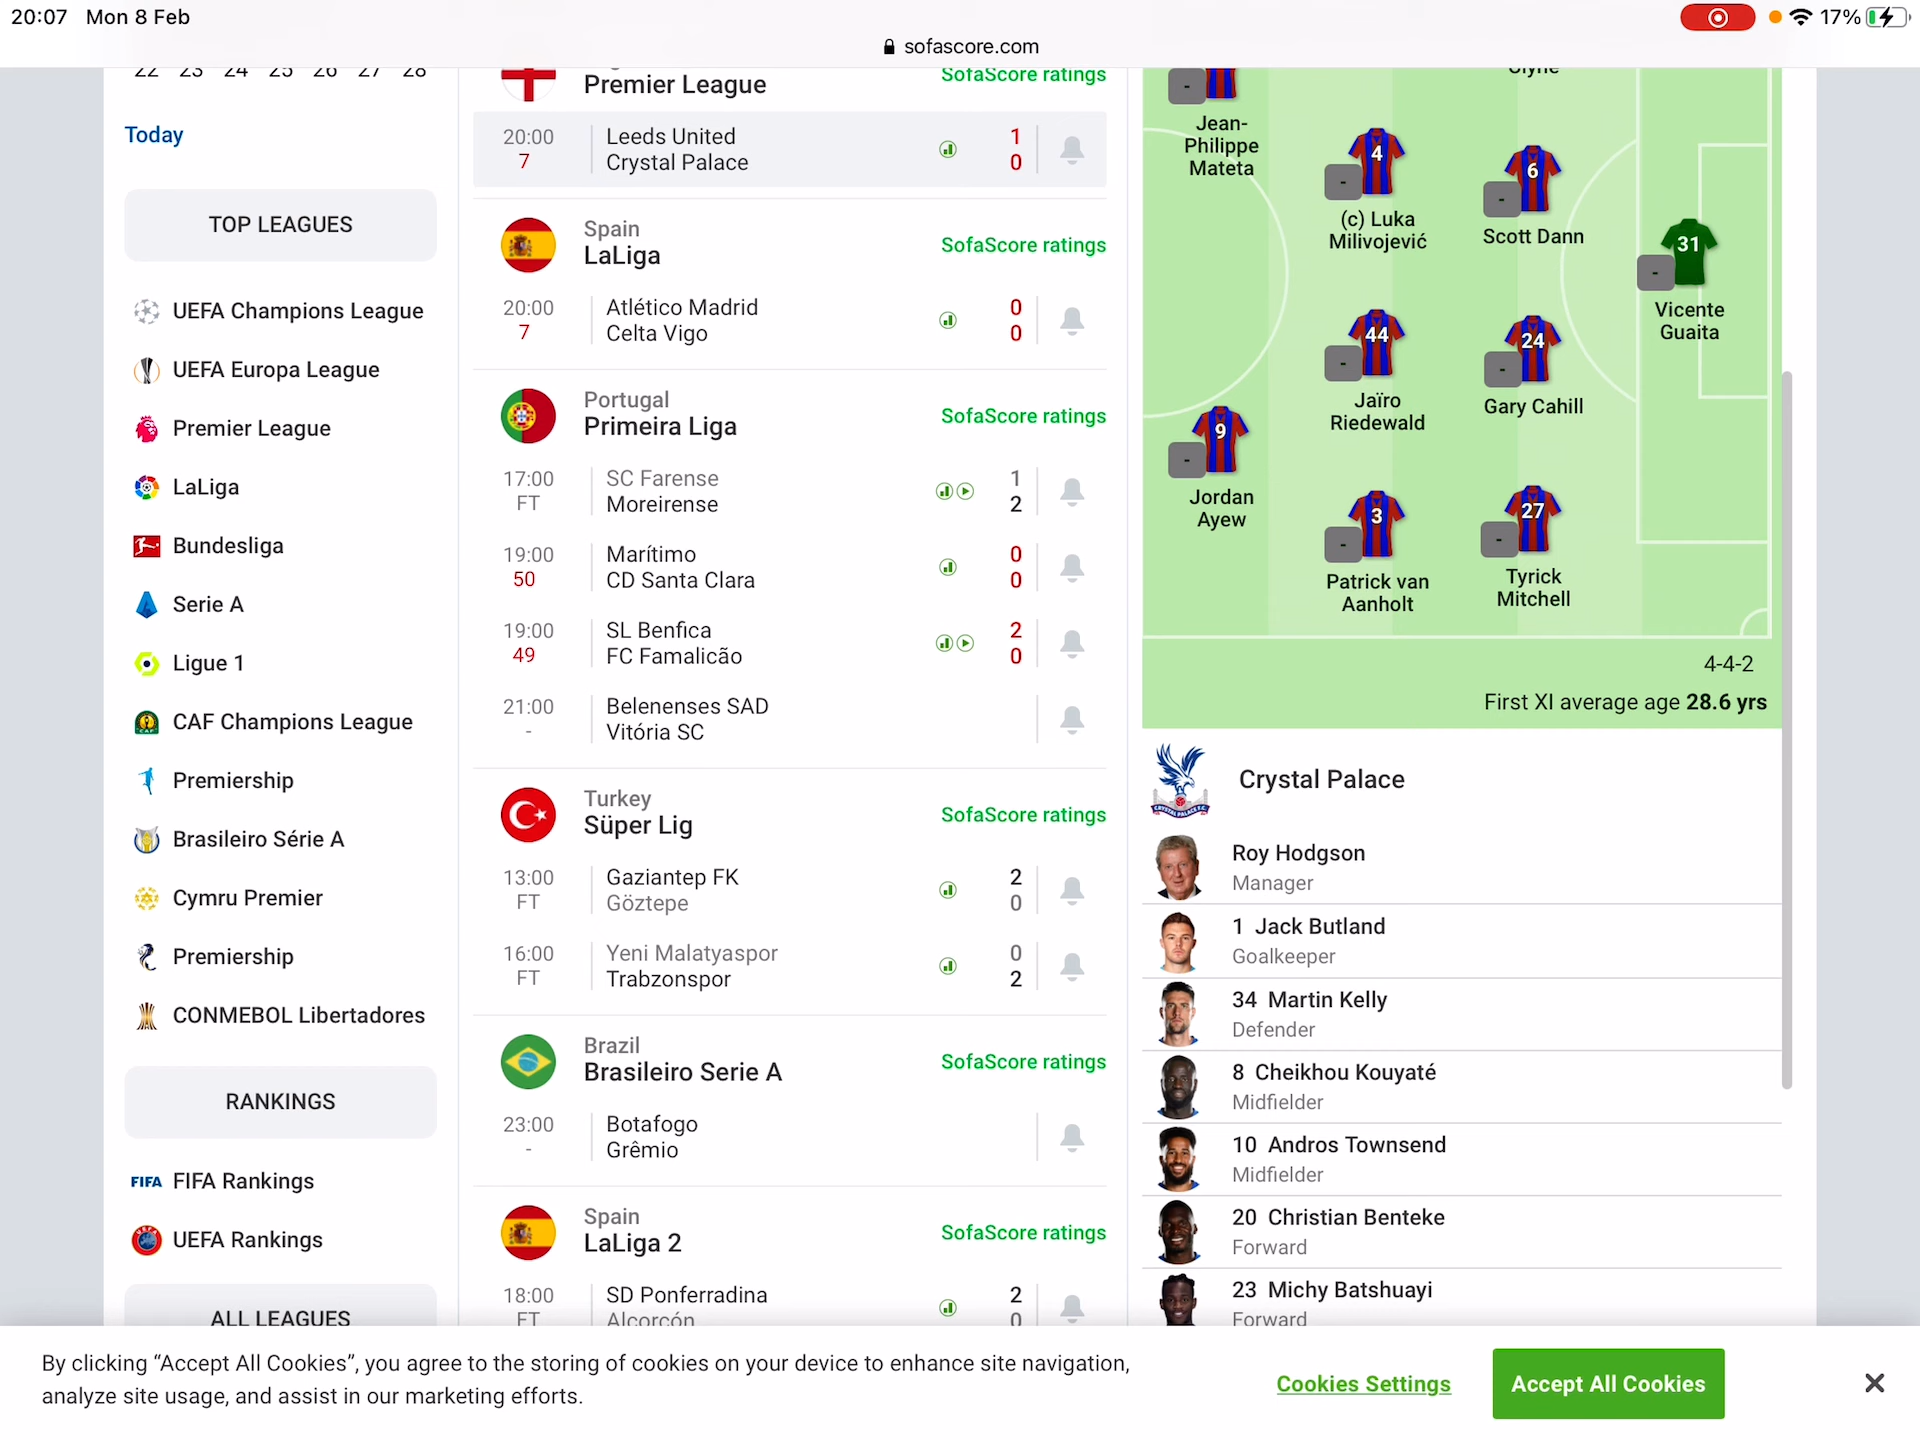 20:07 Mon 8 Feb
17%
sofascore.com
22 23 24 25 26 27 28
Today
TOP LEAGUES
UEFA Champions League
UEFA Europa League
Premier League
LaLiga
Bundesliga
Serie A
Ligue 1
CAF Champions League
Premiership
Brasileiro Série A
Cymru Premier
Premiership
CONMEBOL Libertadores
RANKINGS
FIFA FIFA Rankings
UEFA Rankings
ALL LEAGUES
Premier League
SofaScore ratings
20:00 Leeds United 1
7 Crystal Palace 0
Spain
LaLiga
SofaScore ratings
20:00 Atlético Madrid 0
7 Celta Vigo 0
Portugal
Primeira Liga
SofaScore ratings
17:00 SC Farense 1
FT Moreirense 2
19:00 Marítimo 0
50 CD Santa Clara 0
19:00 SL Benfica 2
49 FC Famalicão 0
21:00 Belenenses SAD
- Vitória SC
Turkey
Süper Lig
SofaScore ratings
13:00 Gaziantep FK 2
FT Göztepe 0
16:00 Yeni Malatyaspor 0
FT Trabzonspor 2
Brazil
Brasileiro Serie A
SofaScore ratings
23:00 Botafogo
- Grêmio
Spain
LaLiga 2
SofaScore ratings
18:00 SD Ponferradina 2
FT Alcorcón 0
Clyne
-
Jean-
Philippe
Mateta
4
-
(c) Luka
Milivojević
6
-
Scott Dann
31
-
Vicente
Guaita
44
-
Jaïro
Riedewald
24
-
Gary Cahill
9
-
Jordan
Ayew
3
-
Patrick van
Aanholt
27
-
Tyrick
Mitchell
4-4-2
First XI average age 28.6 yrs
Crystal Palace
Roy Hodgson
Manager
1 Jack Butland
Goalkeeper
34 Martin Kelly
Defender
8 Cheikhou Kouyaté
Midfielder
10 Andros Townsend
Midfielder
20 Christian Benteke
Forward
23 Michy Batshuayi
Forward
By clicking “Accept All Cookies”, you agree to the storing of cookies on your device to enhance site navigation,
analyze site usage, and assist in our marketing efforts.
Cookies Settings
Accept All Cookies